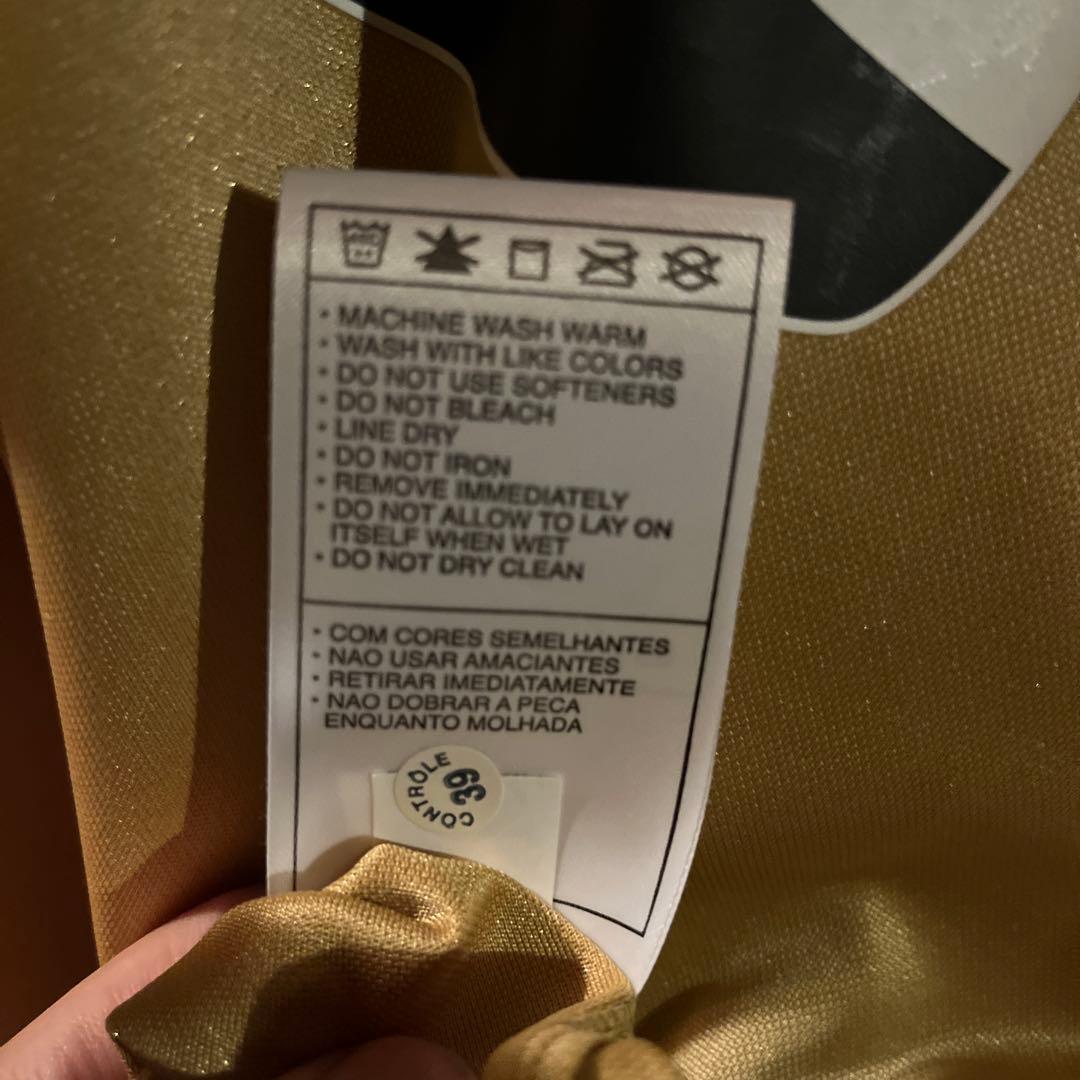 • MACHINE WASH WARM
• WASH WITH LIKE COLORS
• DO NOT USE SOFTENERS
• DO NOT BLEACH
• LINE DRY
• DO NOT IRON
• REMOVE IMMEDIATELY
• DO NOT ALLOW TO LAY ON
ITSELF WHEN WET
• DO NOT DRY CLEAN
• COM CORES SEMELHANTES
• NAO USAR AMACIANTES
• RETIRAR IMEDIATAMENTE
• NAO DOBRAR A PECA
ENQUANTO MOLHADA
CONTRÔLE
39